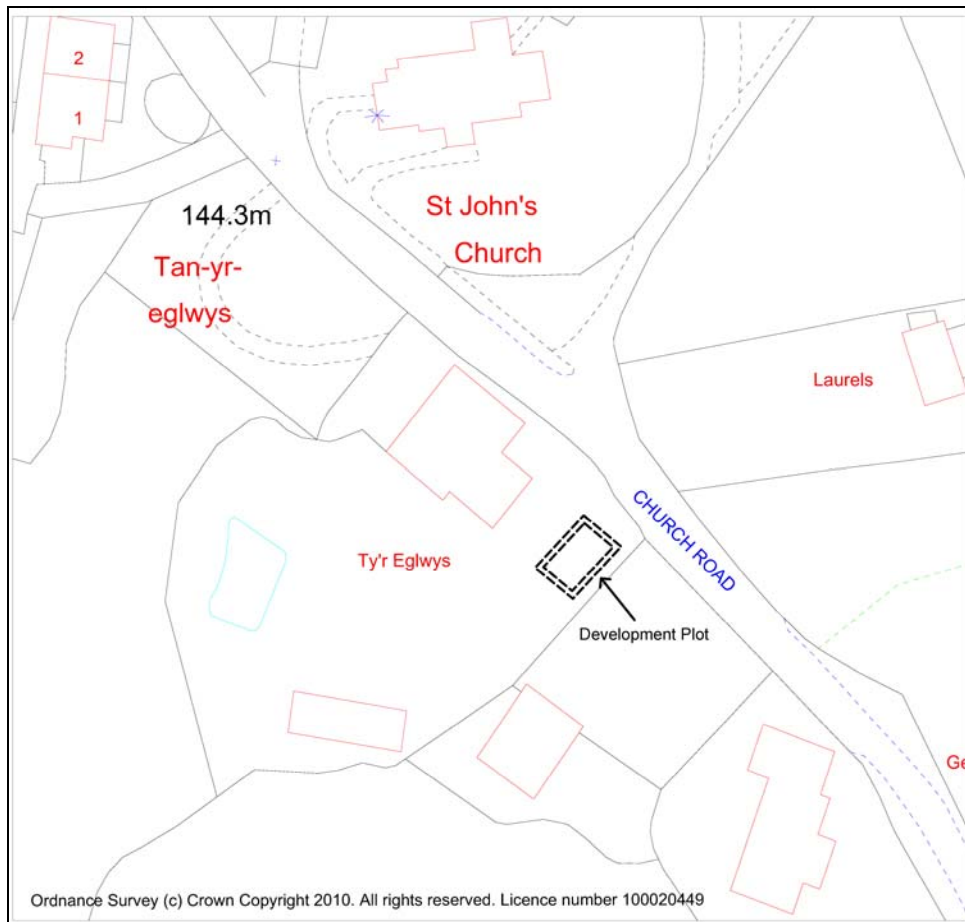 2
1
144.3m
Tan-yr-
eglwys
St John's
Church
Laurels
CHURCH ROAD
Ty'r Eglwys
Development Plot
Ge
Ordnance Survey (c) Crown Copyright 2010. All rights reserved. Licence number 100020449